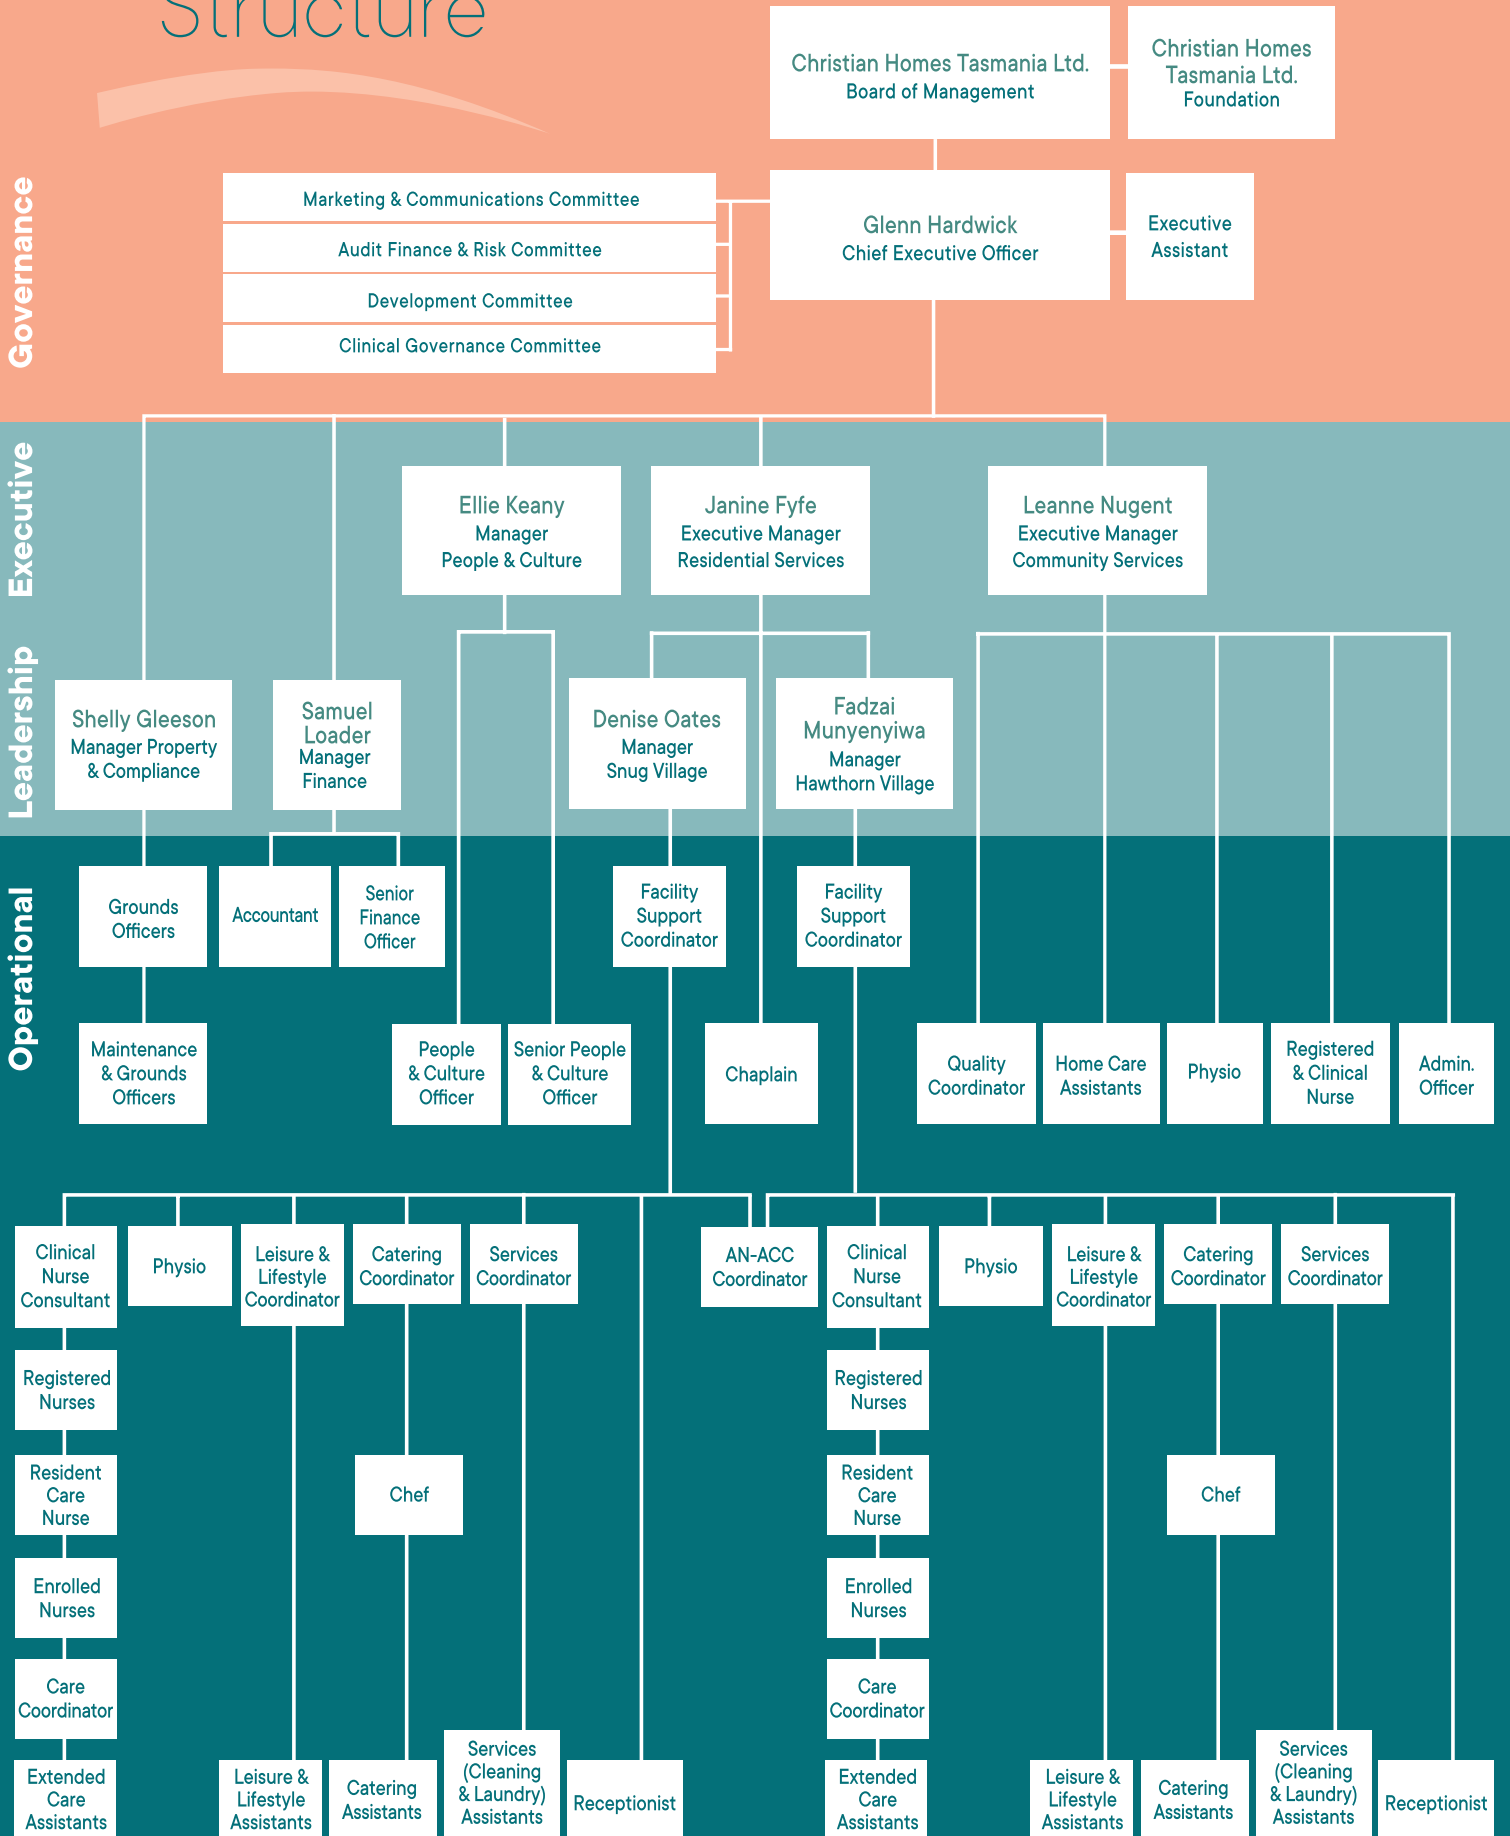 Structure
Governance
Christian Homes Tasmania Ltd.
Board of Management
Christian Homes
Tasmania Ltd.
Foundation
Marketing & Communications Committee
Audit Finance & Risk Committee
Development Committee
Clinical Governance Committee
Glenn Hardwick
Chief Executive Officer
Executive
Assistant
Executive
Ellie Keany
Manager
People & Culture
Janine Fyfe
Executive Manager
Residential Services
Leanne Nugent
Executive Manager
Community Services
Leadership
Shelly Gleeson
Manager Property
& Compliance
Samuel
Loader
Manager
Finance
Denise Oates
Manager
Snug Village
Fadzai
Munyenyiwa
Manager
Hawthorn Village
Operational
Grounds
Officers
Accountant
Senior
Finance
Officer
Facility
Support
Coordinator
Facility
Support
Coordinator
Maintenance
& Grounds
Officers
People
& Culture
Officer
Senior People
& Culture
Officer
Chaplain
Quality
Coordinator
Home Care
Assistants
Physio
Registered
& Clinical
Nurse
Admin.
Officer
Clinical
Nurse
Consultant
Physio
Leisure &
Lifestyle
Coordinator
Catering
Coordinator
Services
Coordinator
AN-ACC
Coordinator
Clinical
Nurse
Consultant
Physio
Leisure &
Lifestyle
Coordinator
Catering
Coordinator
Services
Coordinator
Registered
Nurses
Registered
Nurses
Resident
Care
Nurse
Chef
Resident
Care
Nurse
Chef
Enrolled
Nurses
Enrolled
Nurses
Care
Coordinator
Care
Coordinator
Extended
Care
Assistants
Leisure &
Lifestyle
Assistants
Catering
Assistants
Services
(Cleaning
& Laundry)
Assistants
Receptionist
Extended
Care
Assistants
Leisure &
Lifestyle
Assistants
Catering
Assistants
Services
(Cleaning
& Laundry)
Assistants
Receptionist